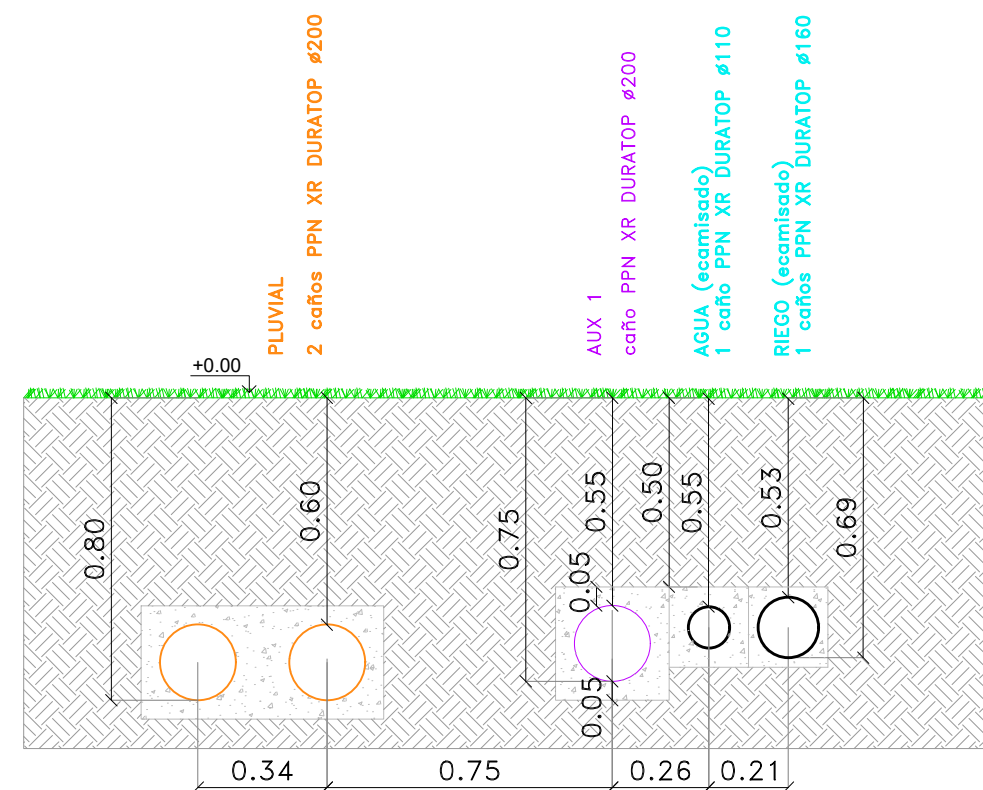 PLUVIAL
2 caños PPN XR DURATOP ø200
AUX 1
caño PPN XR DURATOP ø200
AGUA (ecamisado)
1 caño PPN XR DURATOP ø110
RIEGO (ecamisado)
1 caños PPN XR DURATOP ø160
+0.00
0.80
0.60
0.75
0.55
0.05
0.05
0.50
0.55
0.53
0.69
0.34
0.75
0.26
0.21